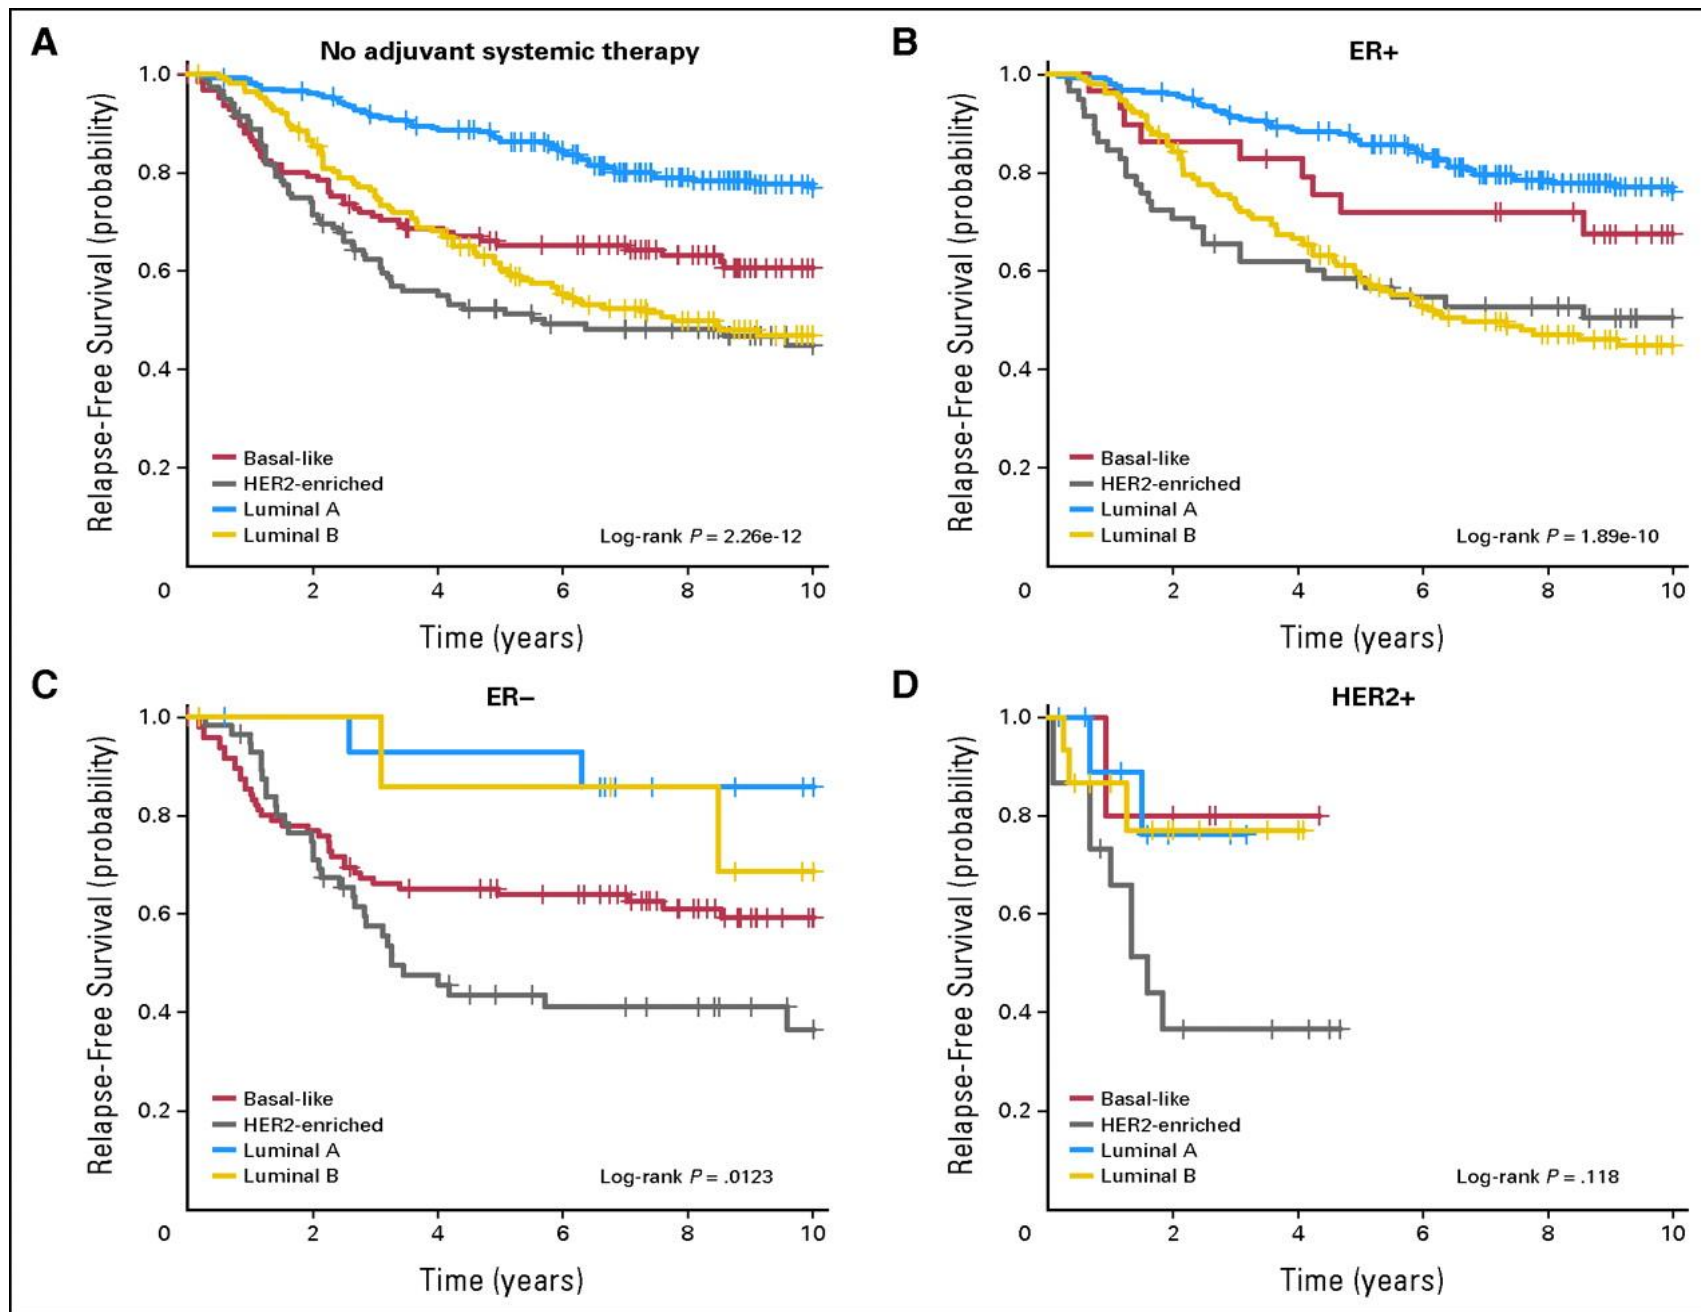 A
No adjuvant systemic therapy
Relapse-Free Survival (probability)
1.0
0.8
0.6
0.4
0.2
Basal-like
HER2-enriched
Luminal A
Luminal B
Log-rank P = 2.26e-12
0 2 4 6 8 10
Time (years)
B
ER+
Relapse-Free Survival (probability)
1.0
0.8
0.6
0.4
0.2
Basal-like
HER2-enriched
Luminal A
Luminal B
Log-rank P = 1.89e-10
0 2 4 6 8 10
Time (years)
C
ER–
Relapse-Free Survival (probability)
1.0
0.8
0.6
0.4
0.2
Basal-like
HER2-enriched
Luminal A
Luminal B
Log-rank P = .0123
0 2 4 6 8 10
Time (years)
D
HER2+
Relapse-Free Survival (probability)
1.0
0.8
0.6
0.4
0.2
Basal-like
HER2-enriched
Luminal A
Luminal B
Log-rank P = .118
0 2 4 6 8 10
Time (years)